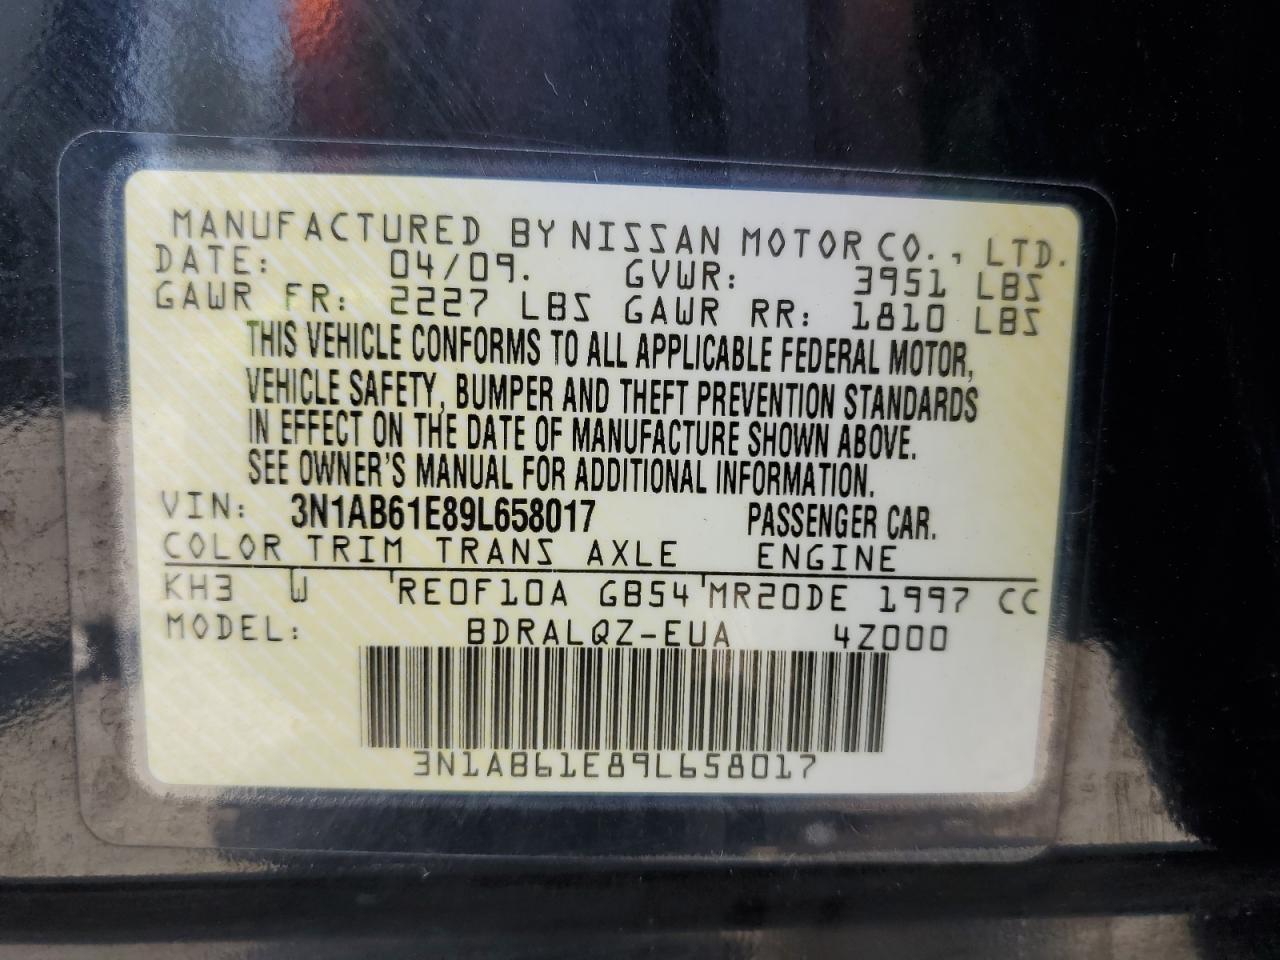 MANUFACTURED BY NISSAN MOTOR CO., LTD.
DATE: 04/09. GVWR: 3951 LBS
GAWR FR: 2227 LBS GAWR RR: 1810 LBS
THIS VEHICLE CONFORMS TO ALL APPLICABLE FEDERAL MOTOR,
VEHICLE SAFETY, BUMPER AND THEFT PREVENTION STANDARDS
IN EFFECT ON THE DATE OF MANUFACTURE SHOWN ABOVE.
SEE OWNER'S MANUAL FOR ADDITIONAL INFORMATION.
VIN: 3N1AB61E89L658017 PASSENGER CAR.
COLOR TRIM TRANS AXLE ENGINE
KH3 W RE0F10A GB54 MR20DE 1997 CC
MODEL: BDRALQZ-EUA 4Z000
3N1AB61E89L658017